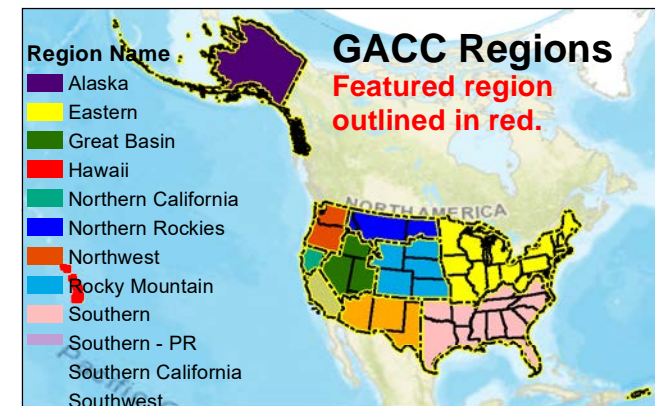 GACC Regions
Featured region
outlined in red.
Region Name
Alaska
Eastern
Great Basin
Hawaii
Northern California
Northern Rockies
Northwest
Rocky Mountain
Southern
Southern - PR
Southern California
Southwest
NORTH AMERICA
Pacific